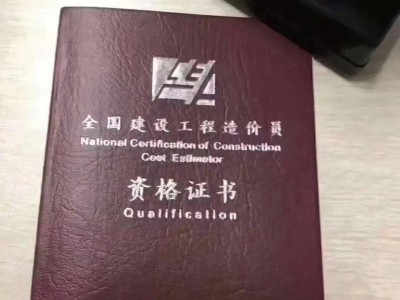 全国建设工程造价员
National Certification of Construction
Cost Estimator
资格证书
Qualification